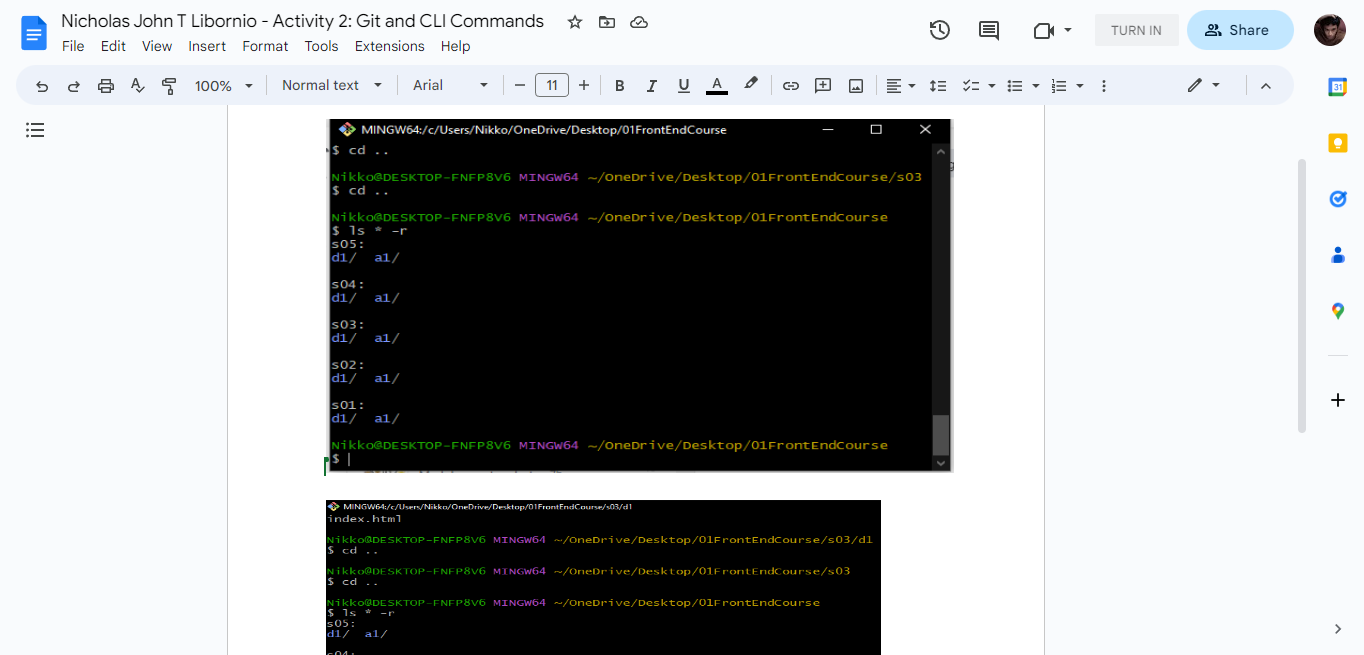 Nicholas John T Libornio - Activity 2: Git and CLI Commands
File Edit View Insert Format Tools Extensions Help
TURN IN
Share
100% Normal text Arial 11 B I U A
31
MINGW64:/c/Users/Nikko/OneDrive/Desktop/01FrontEndCourse
$ cd ..
Nikko@DESKTOP-FNFP8V6 MINGW64 ~/OneDrive/Desktop/01FrontEndCourse/s03
$ cd ..
Nikko@DESKTOP-FNFP8V6 MINGW64 ~/OneDrive/Desktop/01FrontEndCourse
$ ls * -r
s05:
d1/ a1/
s04:
d1/ a1/
s03:
d1/ a1/
s02:
d1/ a1/
s01:
d1/ a1/
Nikko@DESKTOP-FNFP8V6 MINGW64 ~/OneDrive/Desktop/01FrontEndCourse
$
MINGW64:/c/Users/Nikko/OneDrive/Desktop/01FrontEndCourse/s03/d1
index.html
Nikko@DESKTOP-FNFP8V6 MINGW64 ~/OneDrive/Desktop/01FrontEndCourse/s03/d1
$ cd ..
Nikko@DESKTOP-FNFP8V6 MINGW64 ~/OneDrive/Desktop/01FrontEndCourse/s03
$ cd ..
Nikko@DESKTOP-FNFP8V6 MINGW64 ~/OneDrive/Desktop/01FrontEndCourse
$ ls * -r
s05:
d1/ a1/
s04: